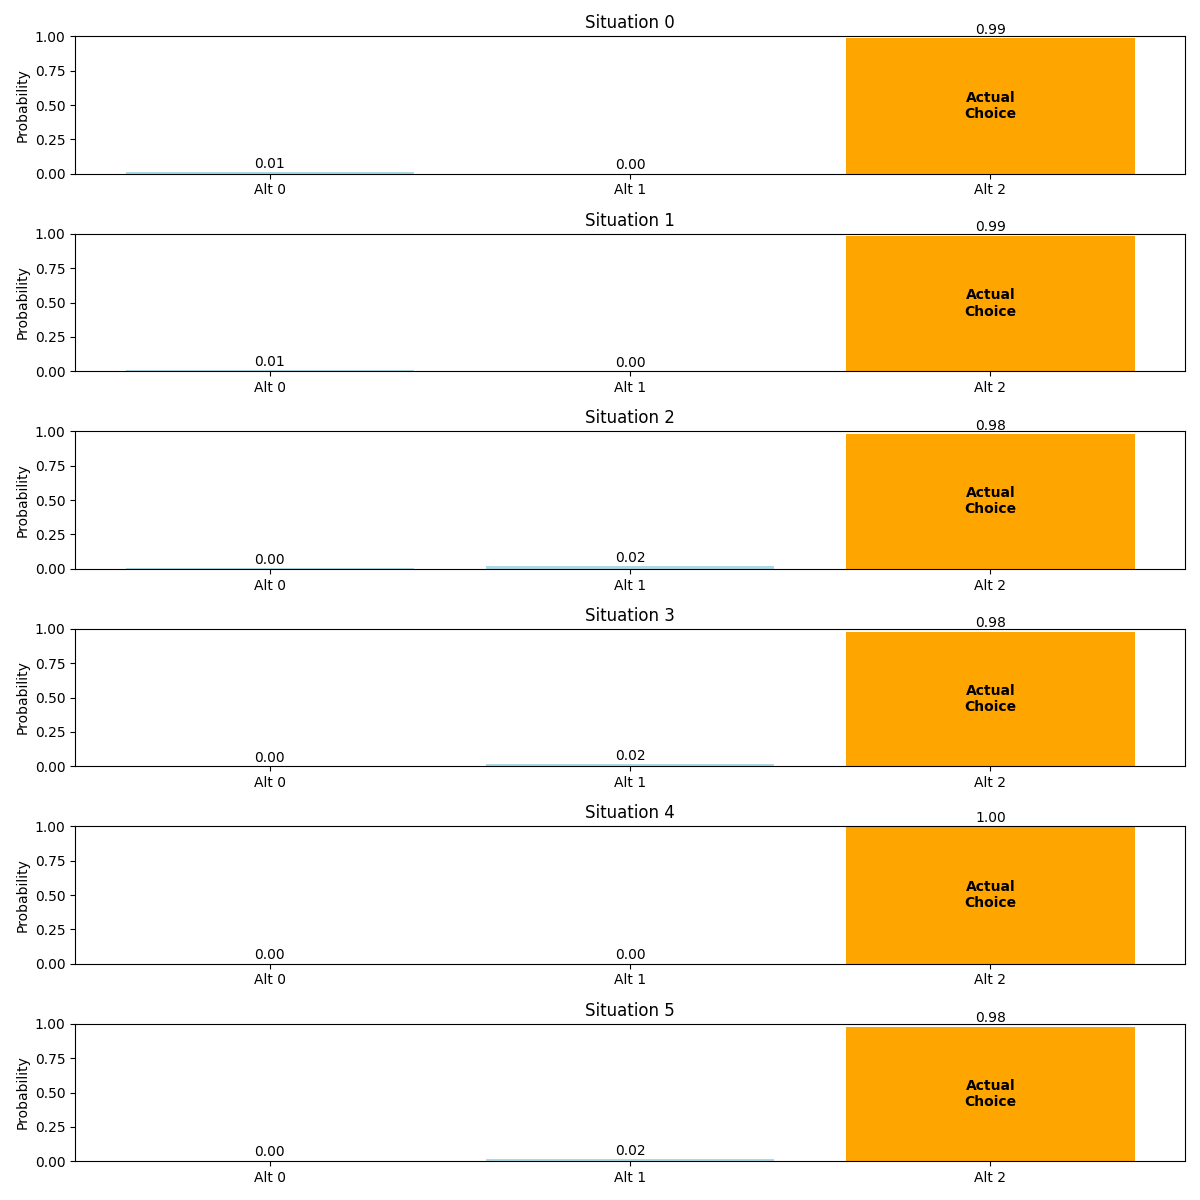 Situation 0
0.99
1.00
0.75
0.50
0.25
0.00
Probability
Actual
Choice
0.01
0.00
Alt 0
Alt 1
Alt 2
Situation 1
0.99
1.00
0.75
0.50
0.25
0.00
Probability
Actual
Choice
0.01
0.00
Alt 0
Alt 1
Alt 2
Situation 2
0.98
1.00
0.75
0.50
0.25
0.00
Probability
Actual
Choice
0.00
0.02
Alt 0
Alt 1
Alt 2
Situation 3
0.98
1.00
0.75
0.50
0.25
0.00
Probability
Actual
Choice
0.00
0.02
Alt 0
Alt 1
Alt 2
Situation 4
1.00
1.00
0.75
0.50
0.25
0.00
Probability
Actual
Choice
0.00
0.00
Alt 0
Alt 1
Alt 2
Situation 5
0.98
1.00
0.75
0.50
0.25
0.00
Probability
Actual
Choice
0.00
0.02
Alt 0
Alt 1
Alt 2